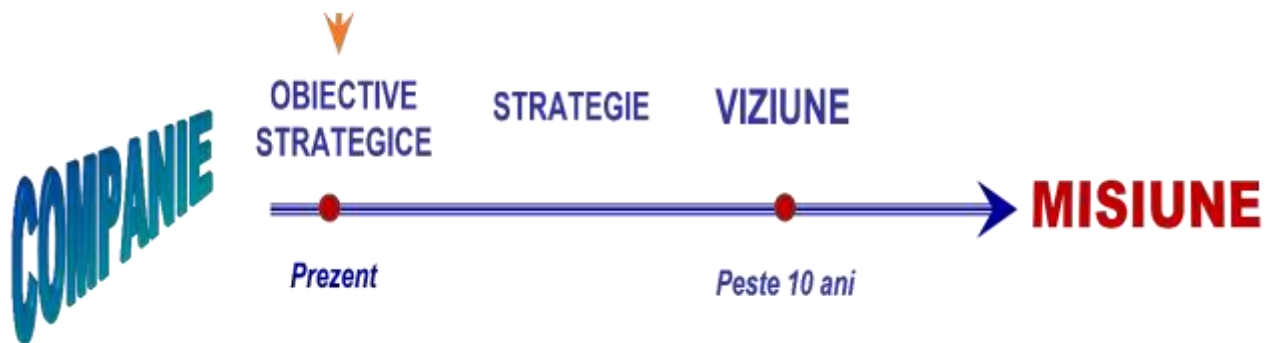 COMPANIE
OBIECTIVE
STRATEGICE
STRATEGIE
VIZIUNE
MISIUNE
Prezent
Peste 10 ani